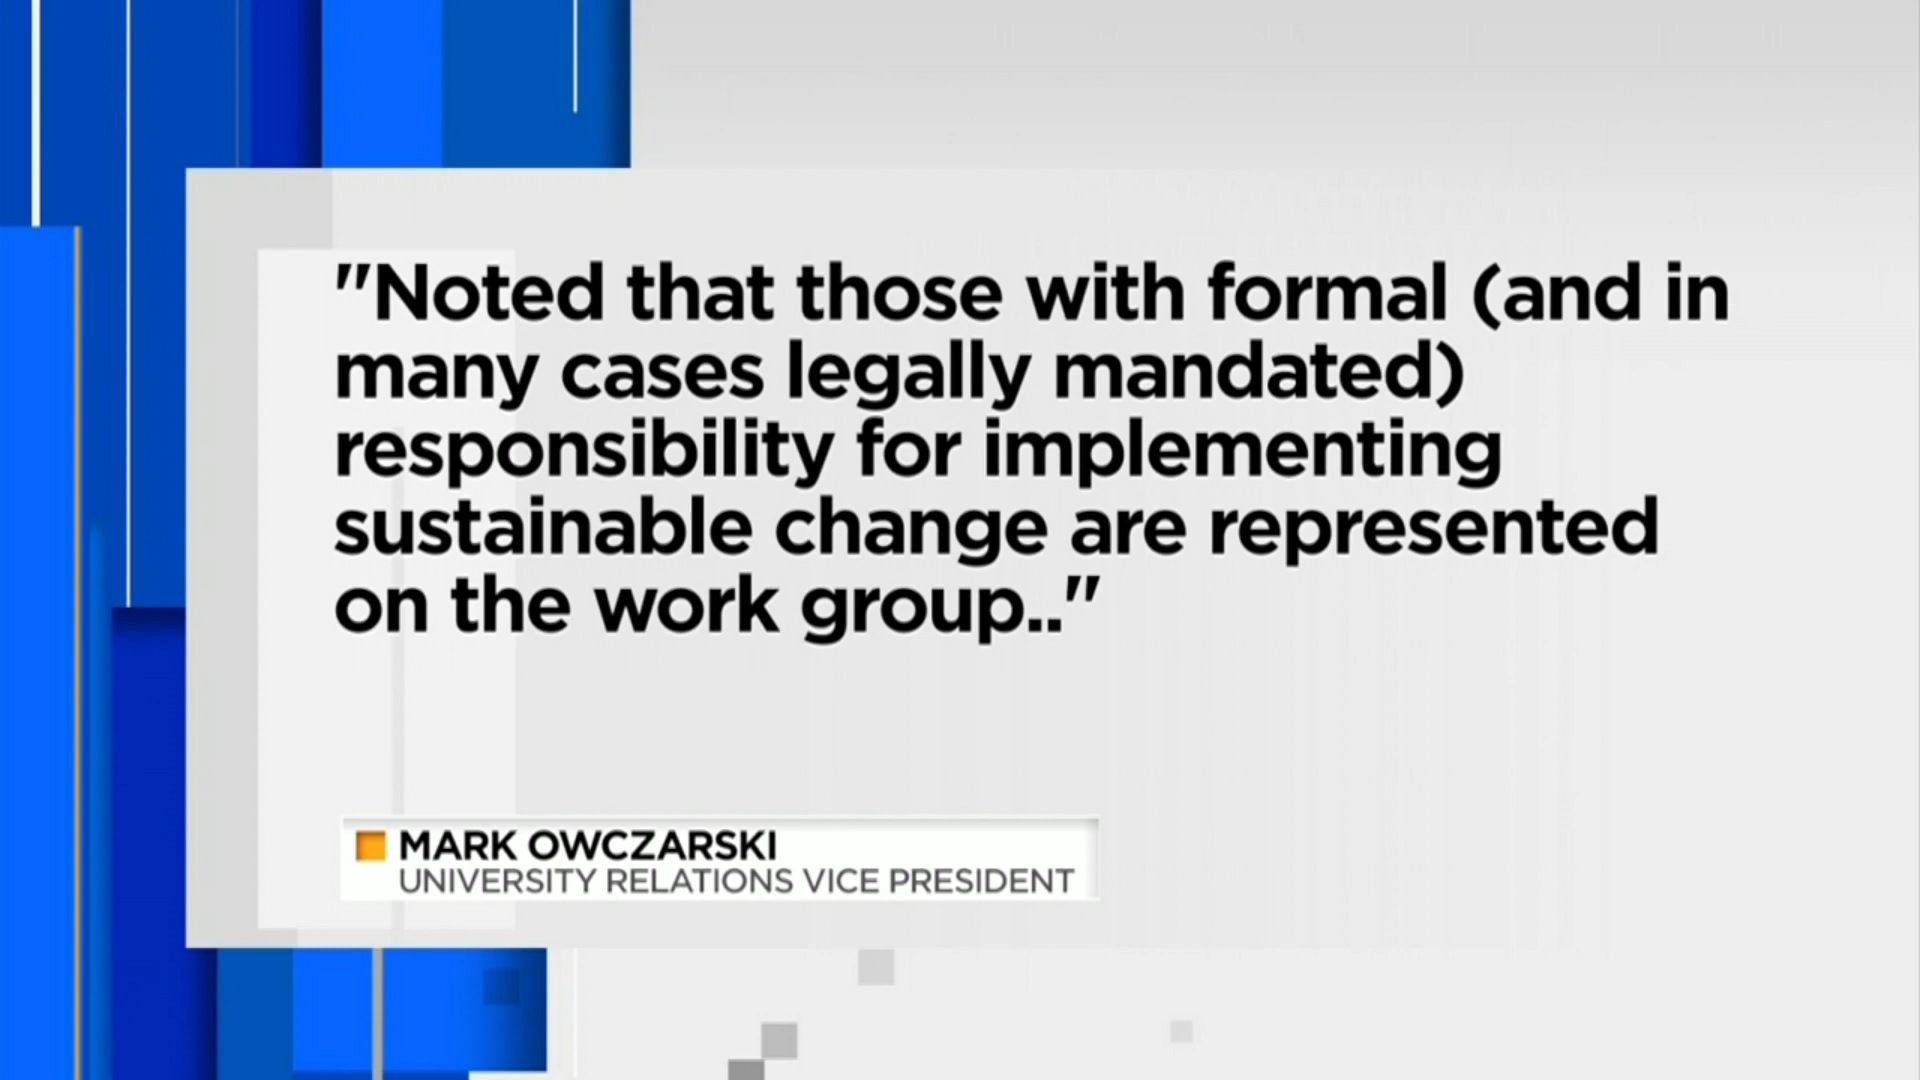 "Noted that those with formal (and in
many cases legally mandated)
responsibility for implementing
sustainable change are represented
on the work group.."
MARK OWCZARSKI
UNIVERSITY RELATIONS VICE PRESIDENT